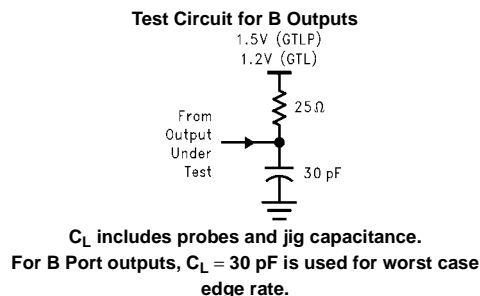 Test Circuit for B Outputs
1.5V (GTLP)
1.2V (GTL)
25Ω
From
Output
Under
Test
30 pF
CL includes probes and jig capacitance.
For B Port outputs, CL = 30 pF is used for worst case
edge rate.